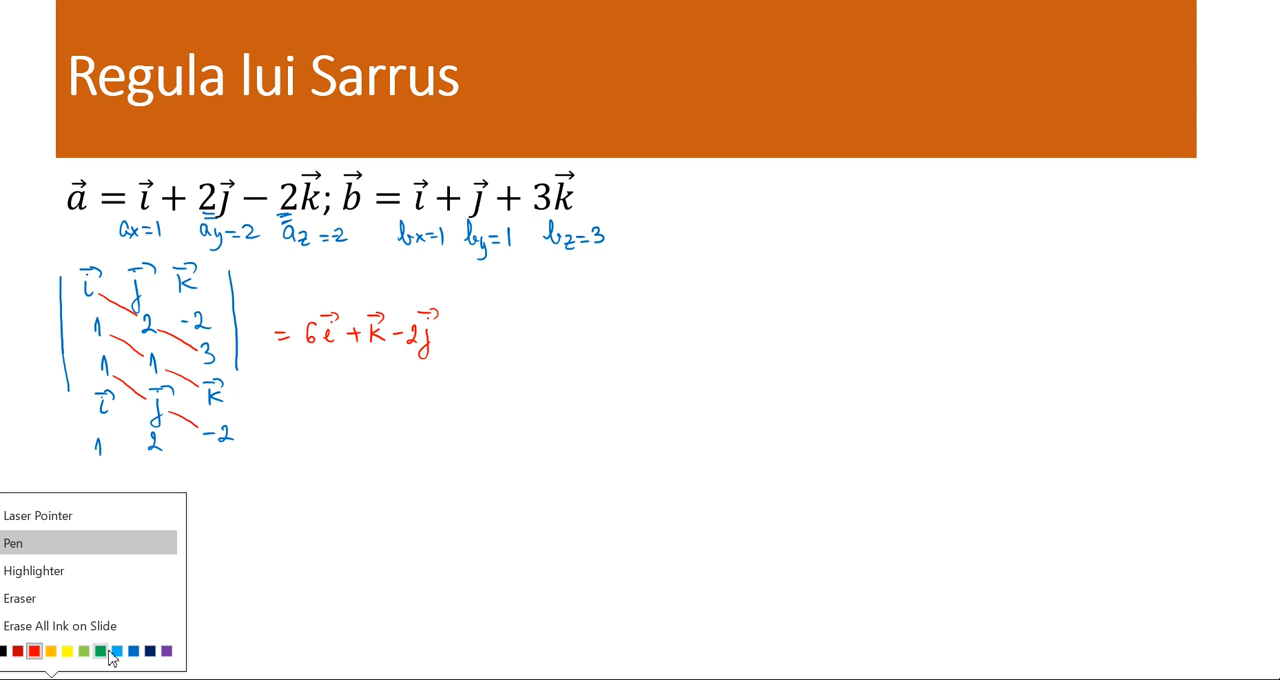 Regula lui Sarrus
a⃗ = i⃗ + 2j⃗ − 2k⃗; b⃗ = i⃗ + j⃗ + 3k⃗
ax=1 ay=2 az=-2 bx=1 by=1 bz=3
i⃗ j⃗ k⃗
1 2 -2
1 1 3
i⃗ j⃗ k⃗
1 2 -2
= 6i⃗ + k⃗ - 2j⃗
Laser Pointer
Pen
Highlighter
Eraser
Erase All Ink on Slide